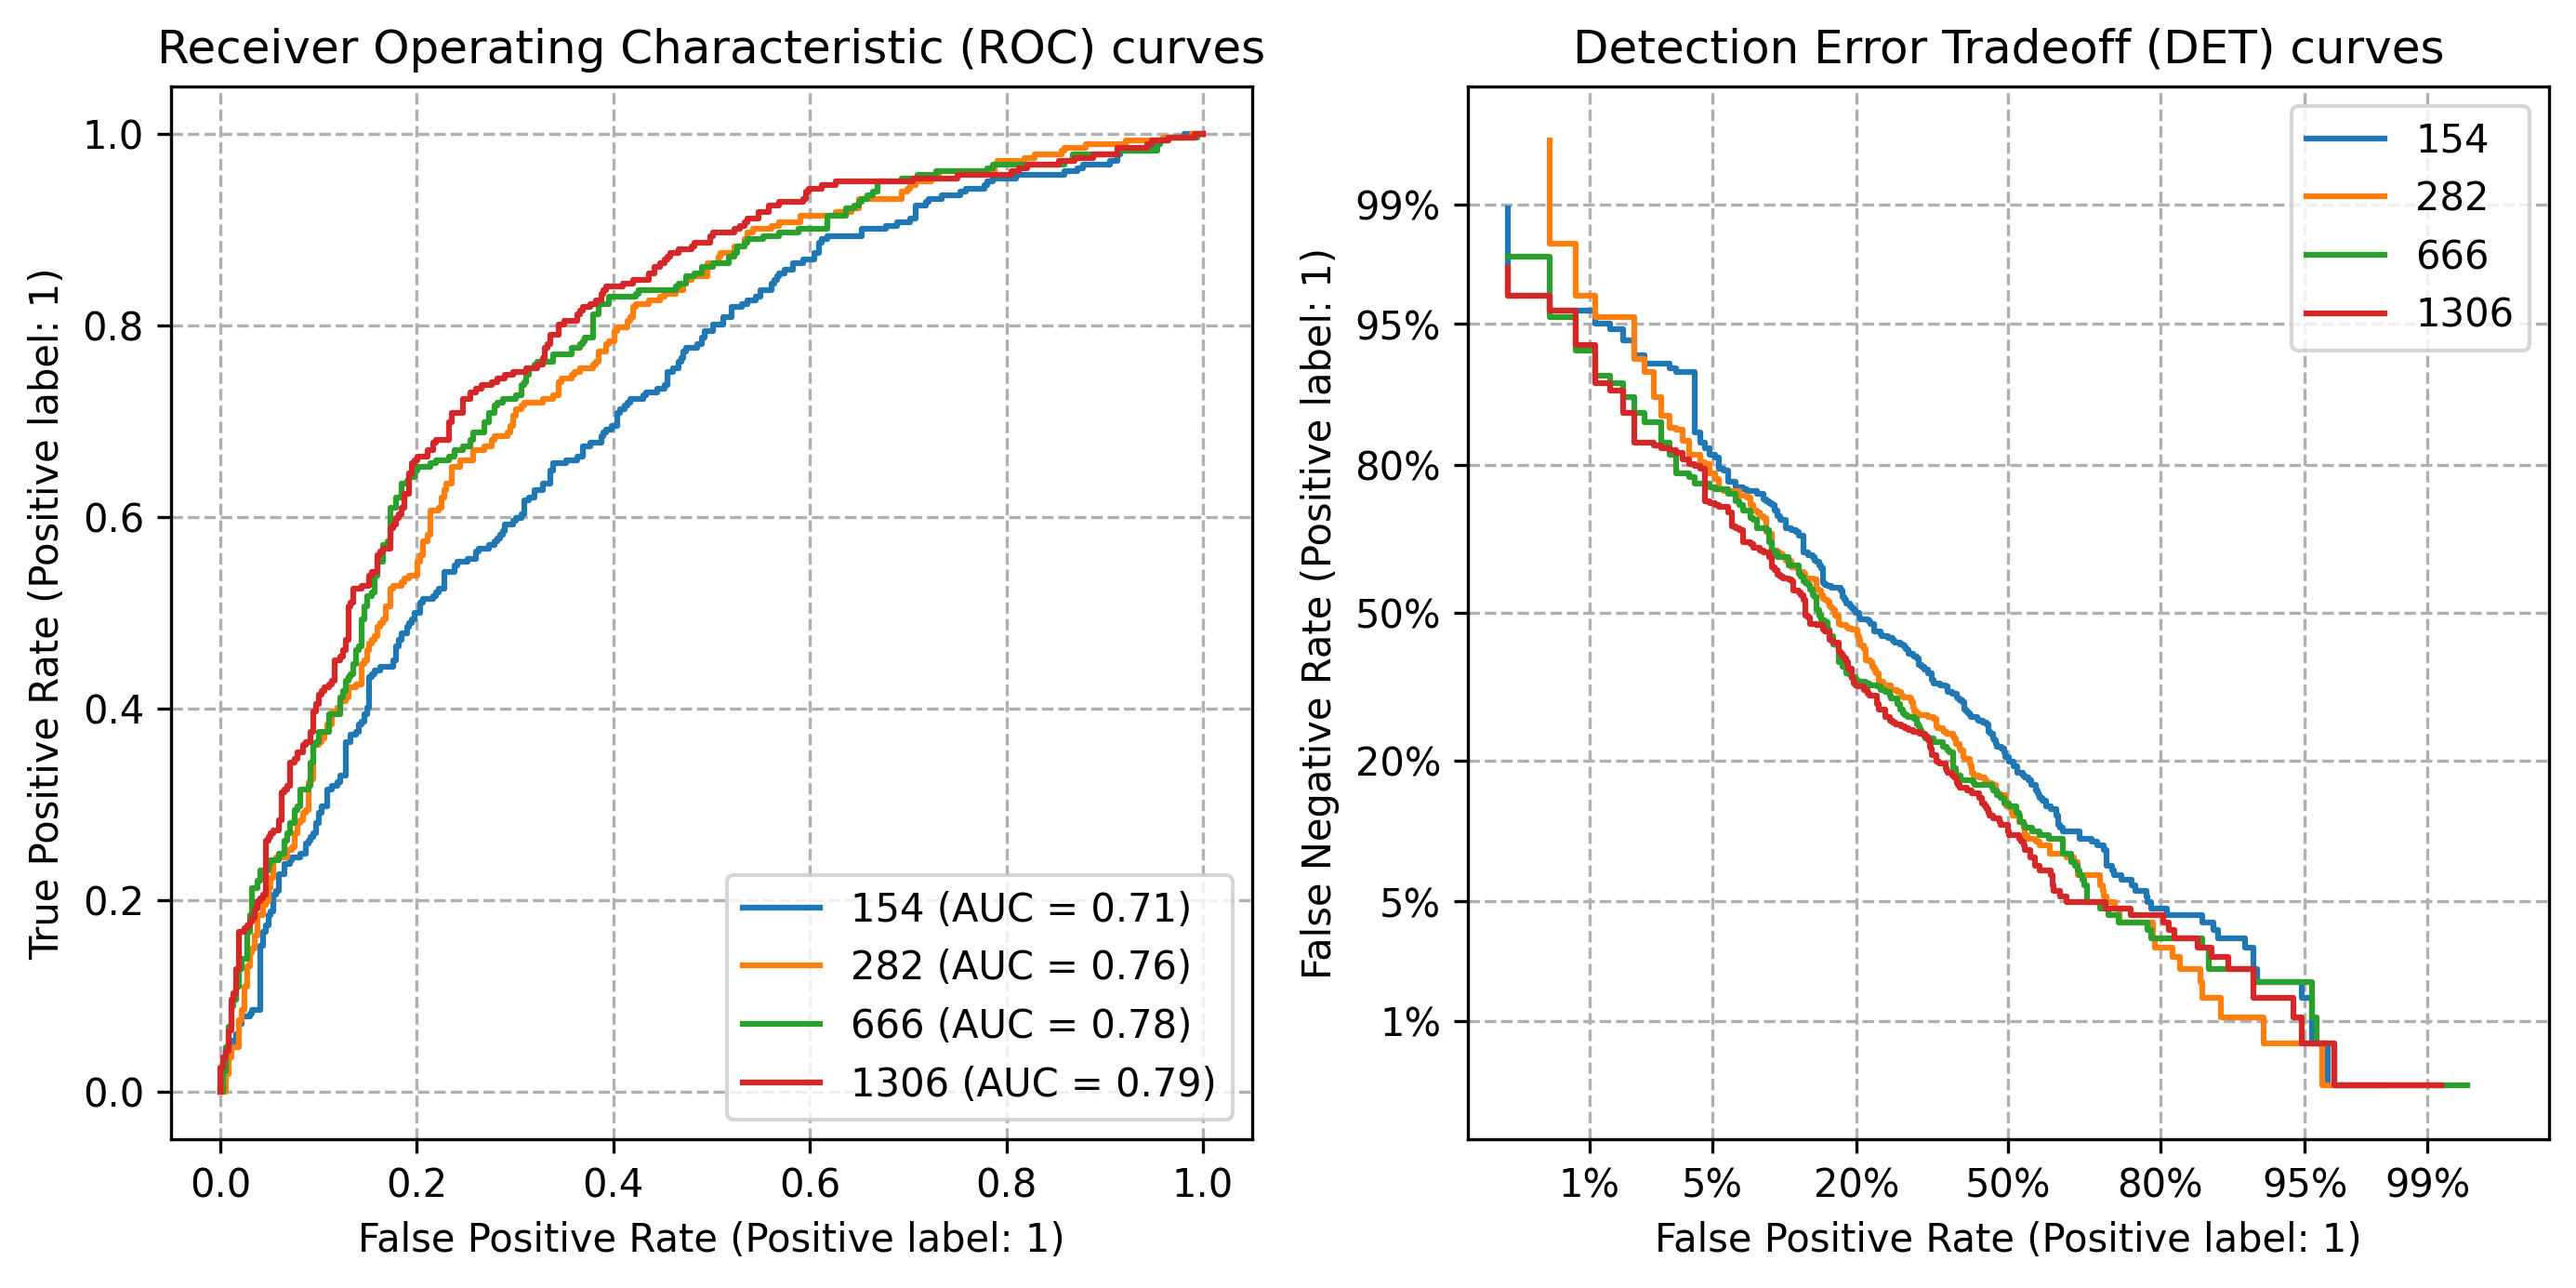 Receiver Operating Characteristic (ROC) curves
True Positive Rate (Positive label: 1)
1.0
0.8
0.6
0.4
0.2
0.0
154 (AUC = 0.71)
282 (AUC = 0.76)
666 (AUC = 0.78)
1306 (AUC = 0.79)
0.0 0.2 0.4 0.6 0.8 1.0
False Positive Rate (Positive label: 1)
Detection Error Tradeoff (DET) curves
False Negative Rate (Positive label: 1)
99%
95%
80%
50%
20%
5%
1%
154
282
666
1306
1% 5% 20% 50% 80% 95% 99%
False Positive Rate (Positive label: 1)